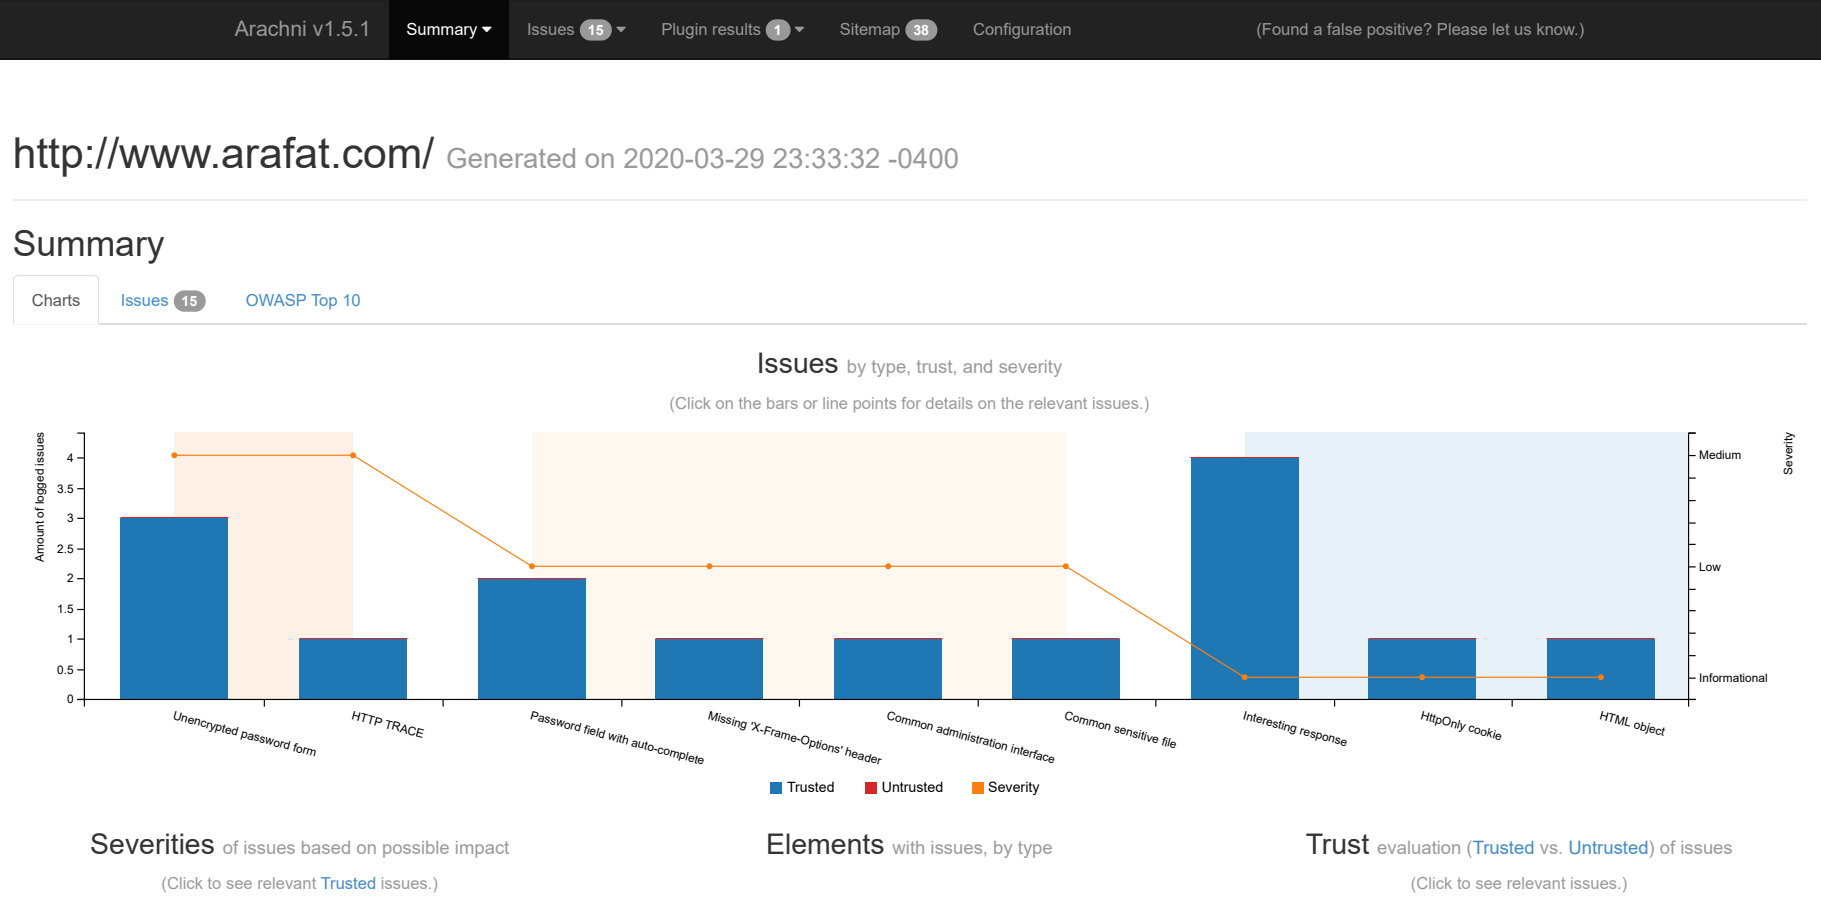 Arachni v1.5.1 Summary Issues 15 Plugin results 1 Sitemap 38 Configuration (Found a false positive? Please let us know.)
http://www.arafat.com/ Generated on 2020-03-29 23:33:32 -0400
Summary
Charts Issues 15 OWASP Top 10
Issues by type, trust, and severity
(Click on the bars or line points for details on the relevant issues.)
Amount of logged issues
4
3.5
3
2.5
2
1.5
1
0.5
0
Medium
Low
Informational
Severity
Unencrypted password form
HTTP TRACE
Password field with auto-complete
Missing 'X-Frame-Options' header
Common administration interface
Common sensitive file
Interesting response
HttpOnly cookie
HTML object
Trusted Untrusted Severity
Severities of issues based on possible impact
(Click to see relevant Trusted issues.)
Elements with issues, by type
Trust evaluation (Trusted vs. Untrusted) of issues
(Click to see relevant issues.)